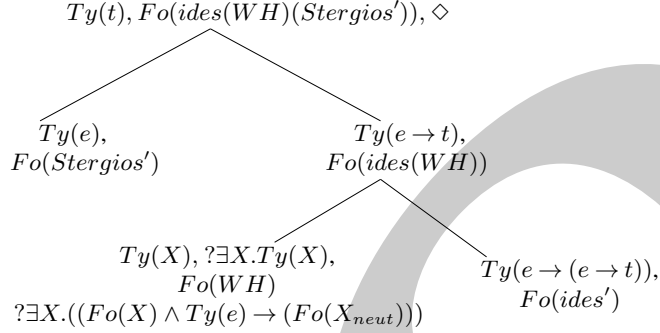 Ty(t), Fo(ides(WH)(Stergios′)), ◇
Ty(e),
Fo(Stergios′)
Ty(e → t),
Fo(ides(WH))
Ty(X), ?∃X.Ty(X),
Fo(WH)
?∃X.((Fo(X) ∧ Ty(e) → (Fo(X_neut)))
Ty(e → (e → t)),
Fo(ides′)